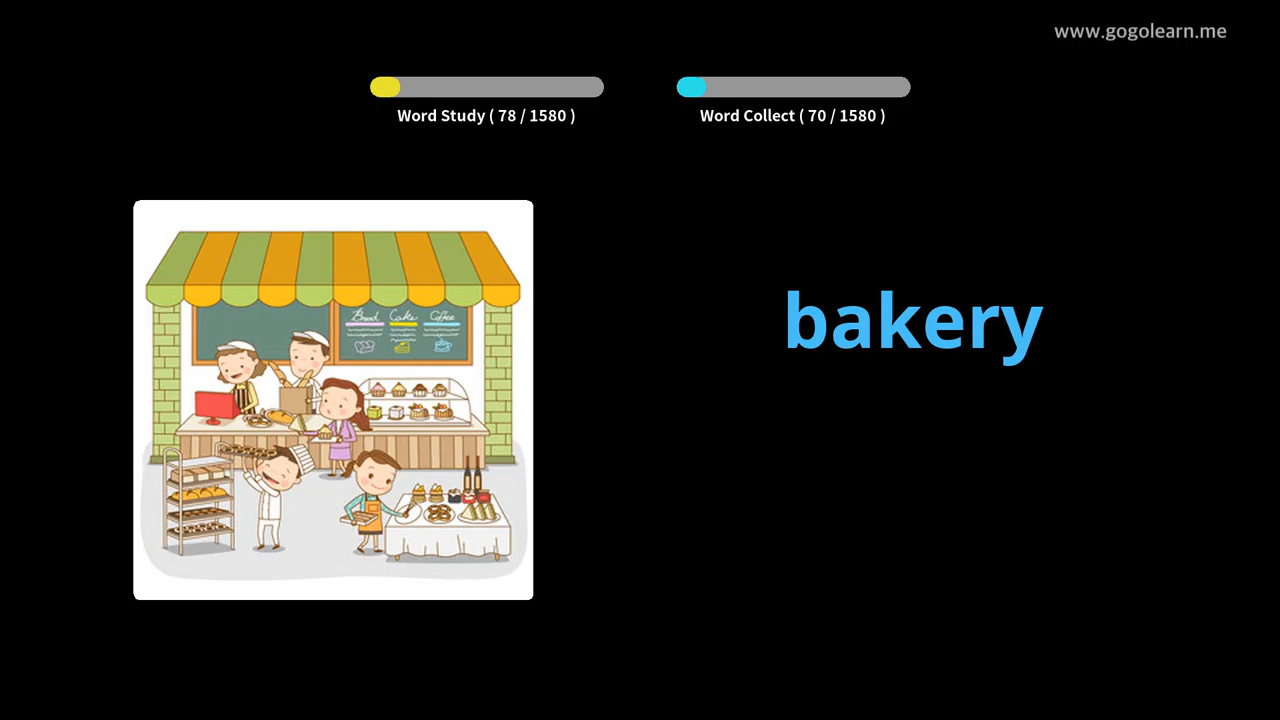 www.gogolearn.me
Word Study ( 78 / 1580 )
Word Collect ( 70 / 1580 )
bakery
Bread Cake Coffee